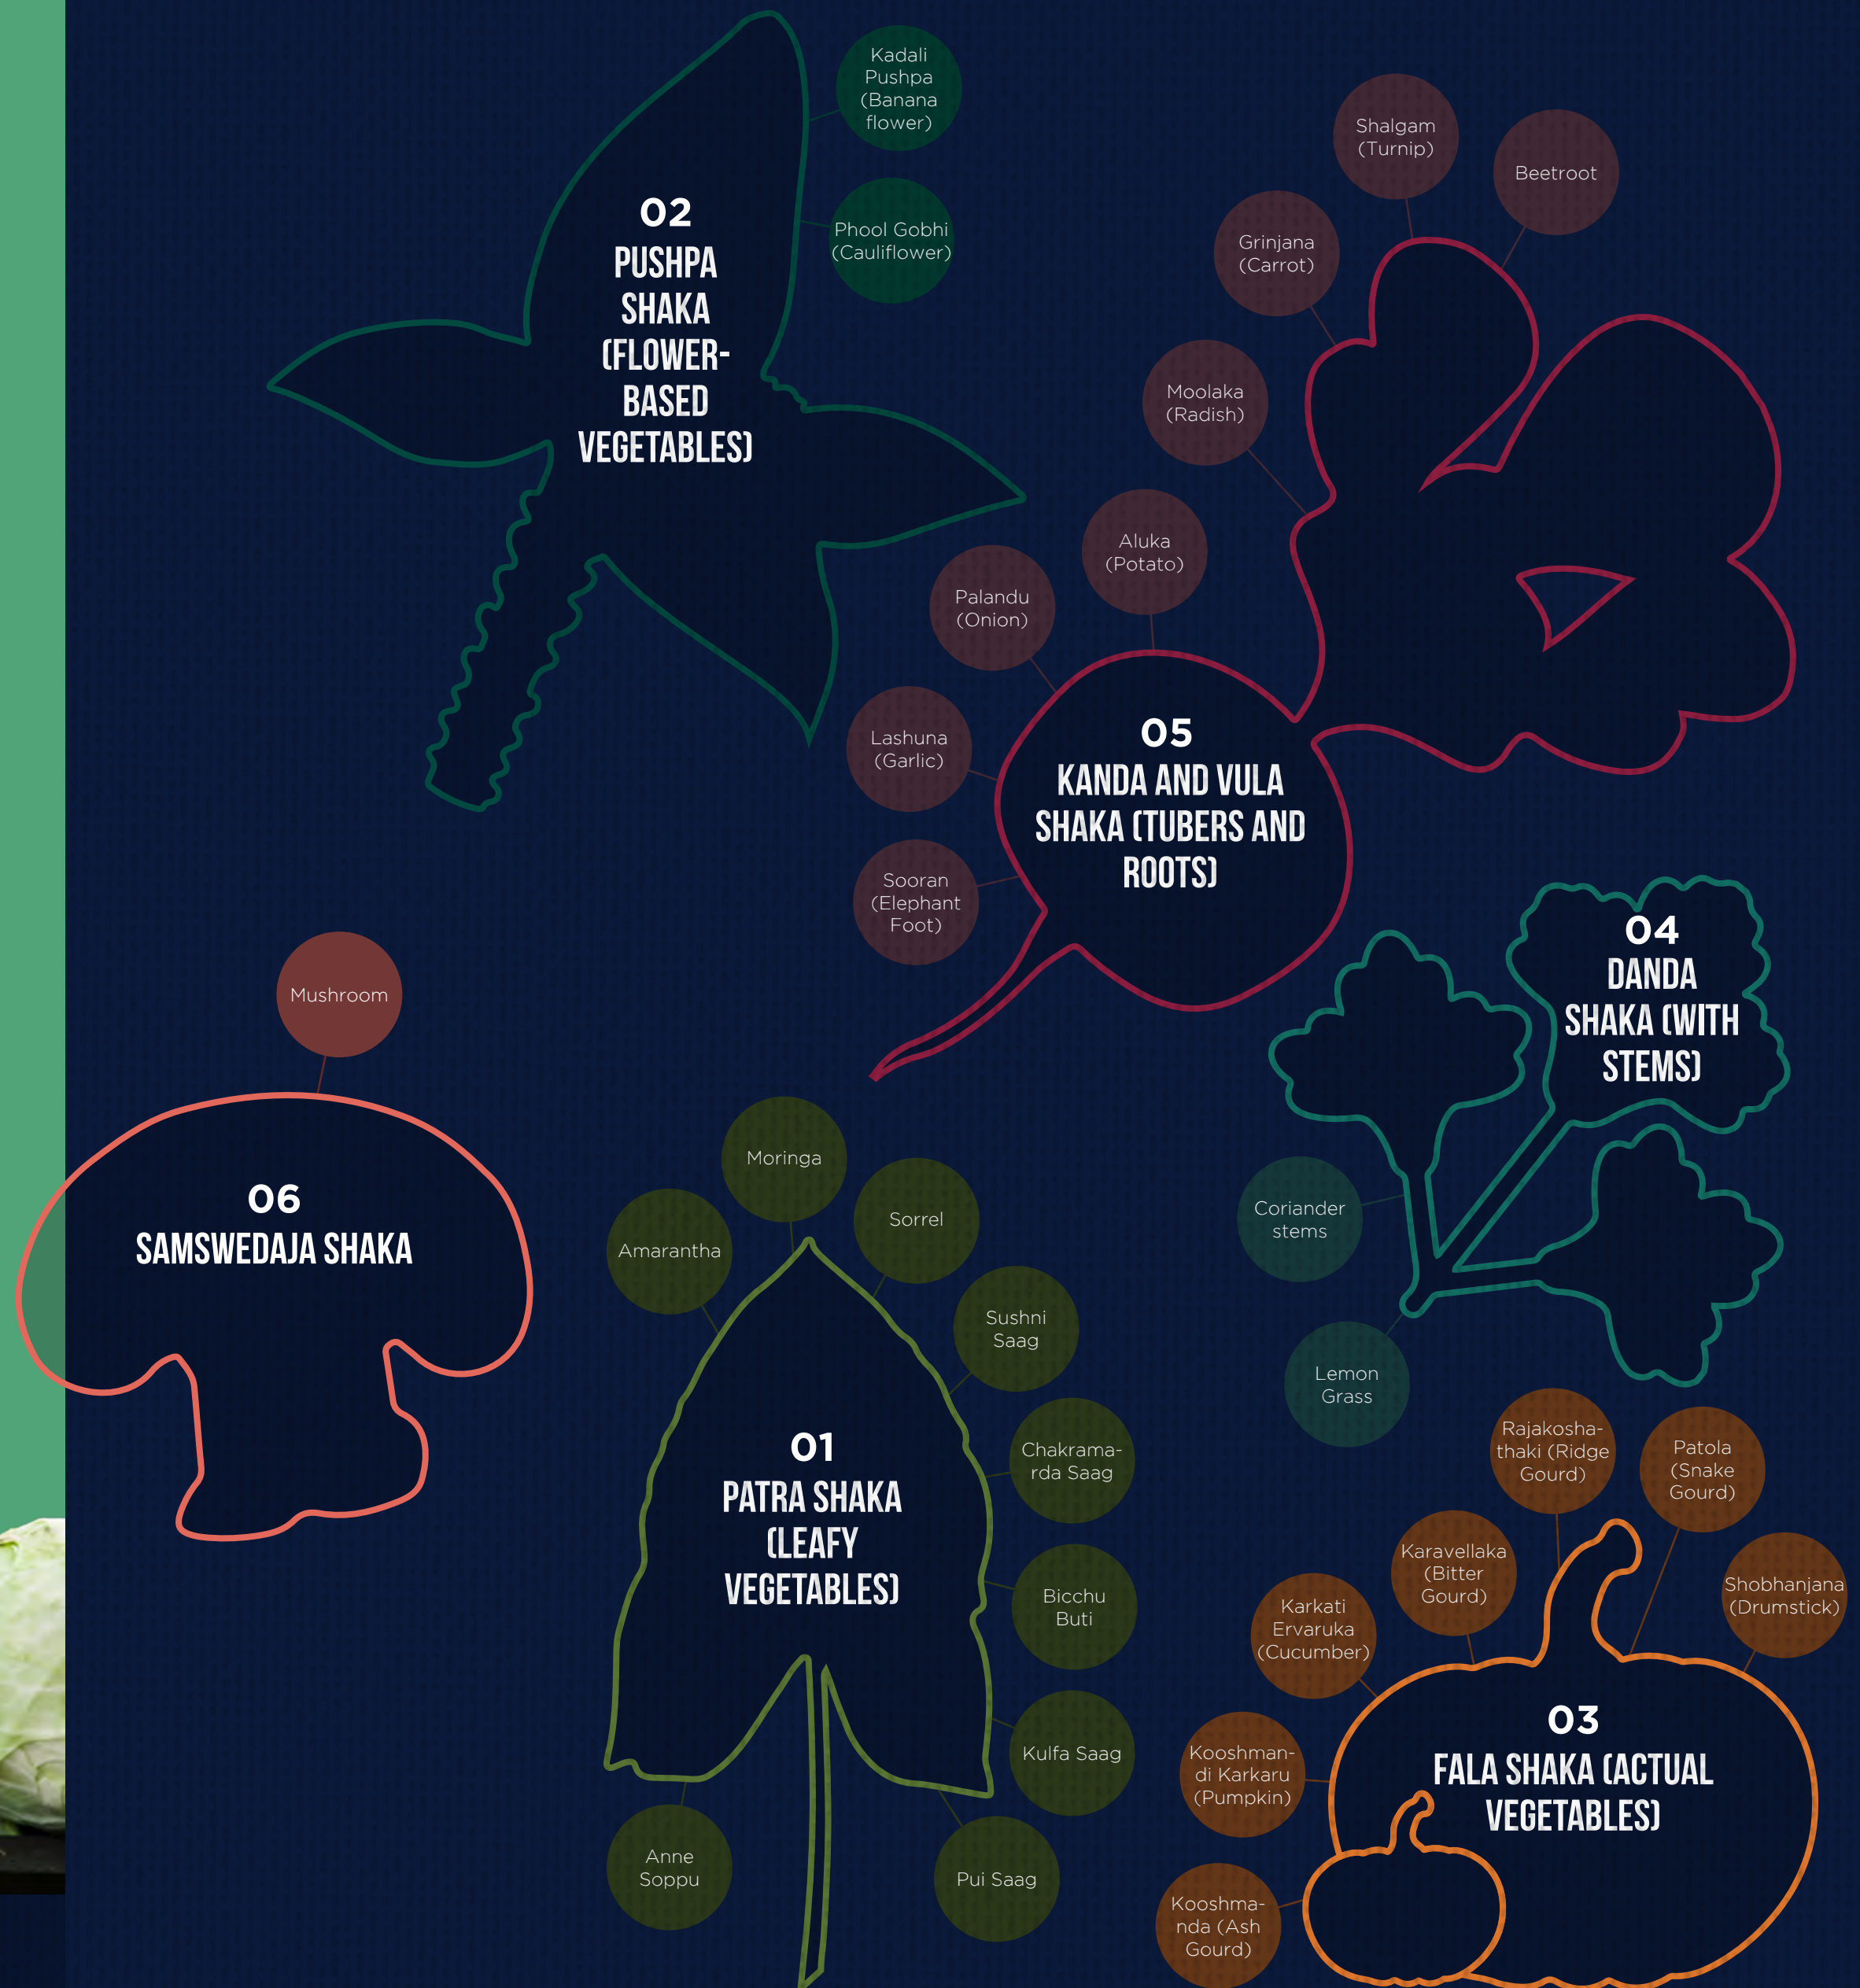 02
PUSHPA
SHAKA
(FLOWER-
BASED
VEGETABLES)
Kadali
Pushpa
(Banana
flower)
Phool Gobhi
(Cauliflower)
05
KANDA AND VULA
SHAKA (TUBERS AND
ROOTS)
Beetroot
Shalgam
(Turnip)
Grinjana
(Carrot)
Moolaka
(Radish)
Aluka
(Potato)
Palandu
(Onion)
Lashuna
(Garlic)
Sooran
(Elephant
Foot)
04
DANDA
SHAKA (WITH
STEMS)
Coriander
stems
Lemon
Grass
06
SAMSWEDAJA SHAKA
Mushroom
01
PATRA SHAKA
(LEAFY
VEGETABLES)
Amarantha
Moringa
Sorrel
Sushni
Saag
Chakrama-
rda Saag
Bicchu
Buti
Kulfa Saag
Pui Saag
Anne
Soppu
03
FALA SHAKA (ACTUAL
VEGETABLES)
Rajakosha-
thaki (Ridge
Gourd)
Patola
(Snake
Gourd)
Shobhanjana
(Drumstick)
Karavellaka
(Bitter
Gourd)
Karkati
Ervaruka
(Cucumber)
Kooshman-
di Karkaru
(Pumpkin)
Kooshma-
nda (Ash
Gourd)